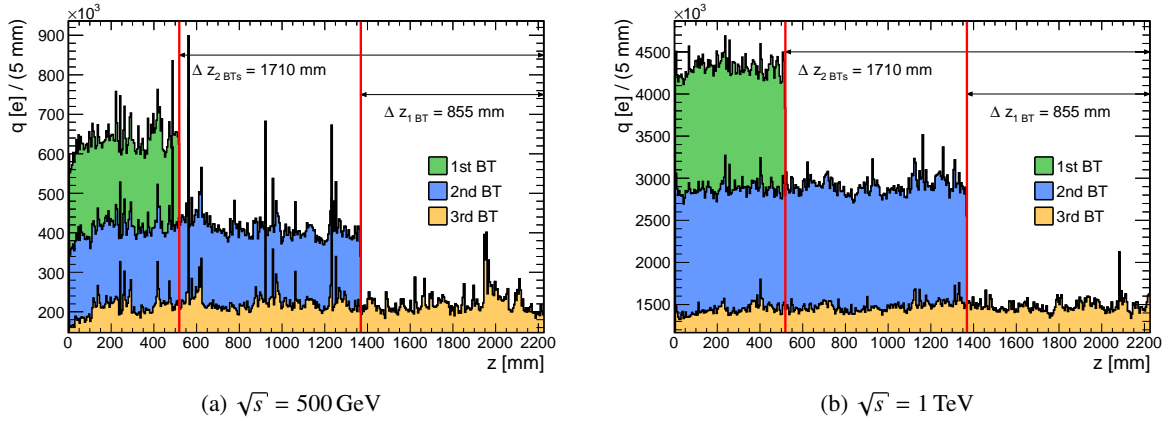 ×10³
q [e] / (5 mm)
900
800
700
600
500
400
300
200
Δ z2 BTs = 1710 mm
Δ z1 BT = 855 mm
1st BT
2nd BT
3rd BT
0 200 400 600 800 1000 1200 1400 1600 1800 2000 2200
z [mm]
(a) √s = 500 GeV
×10³
q [e] / (5 mm)
4500
4000
3500
3000
2500
2000
1500
Δ z2 BTs = 1710 mm
Δ z1 BT = 855 mm
1st BT
2nd BT
3rd BT
0 200 400 600 800 1000 1200 1400 1600 1800 2000 2200
z [mm]
(b) √s = 1 TeV